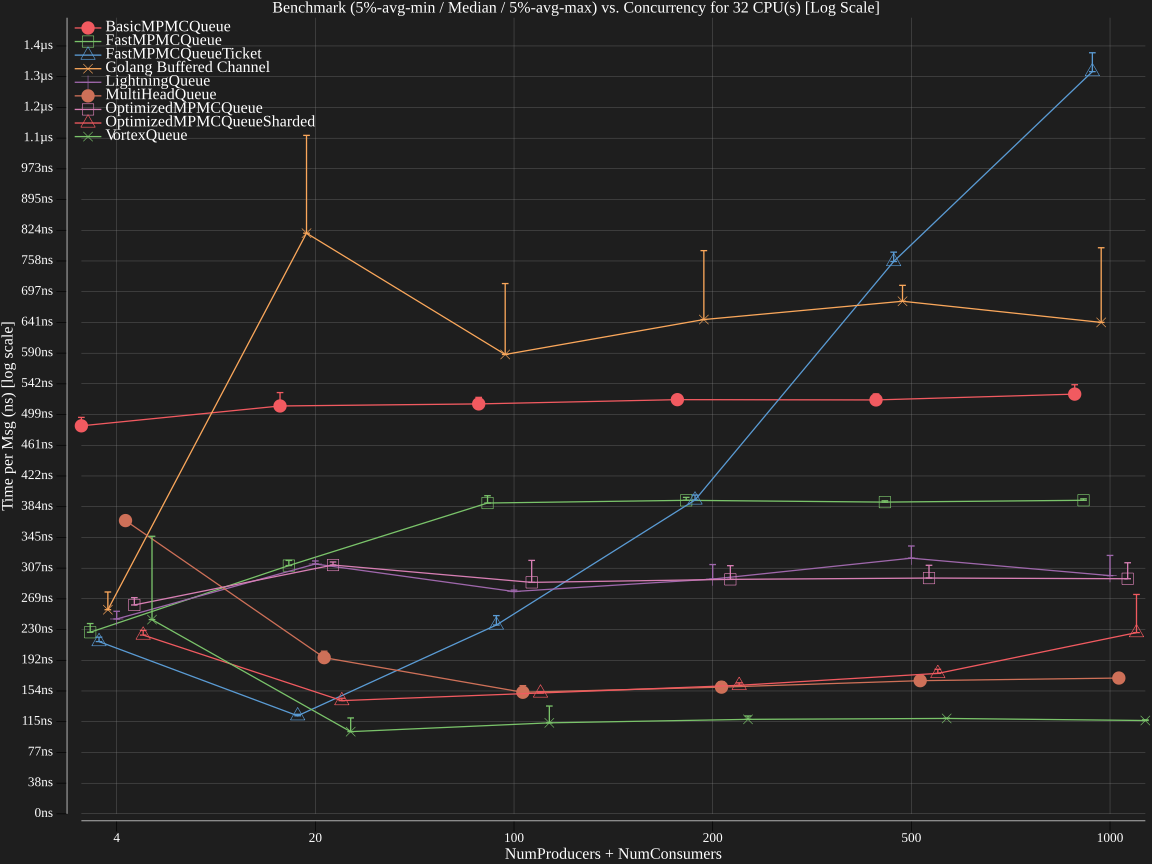 Benchmark (5%-avg-min / Median / 5%-avg-max) vs. Concurrency for 32 CPU(s) [Log Scale]
BasicMPMCQueue
FastMPMCQueue
FastMPMCQueueTicket
Golang Buffered Channel
LightningQueue
MultiHeadQueue
OptimizedMPMCQueue
OptimizedMPMCQueueSharded
VortexQueue
Time per Msg (ns) [log scale]
1.4µs
1.3µs
1.2µs
1.1µs
973ns
895ns
824ns
758ns
697ns
641ns
590ns
542ns
499ns
461ns
422ns
384ns
345ns
307ns
269ns
230ns
192ns
154ns
115ns
77ns
38ns
0ns
4 20 100 200 500 1000
NumProducers + NumConsumers